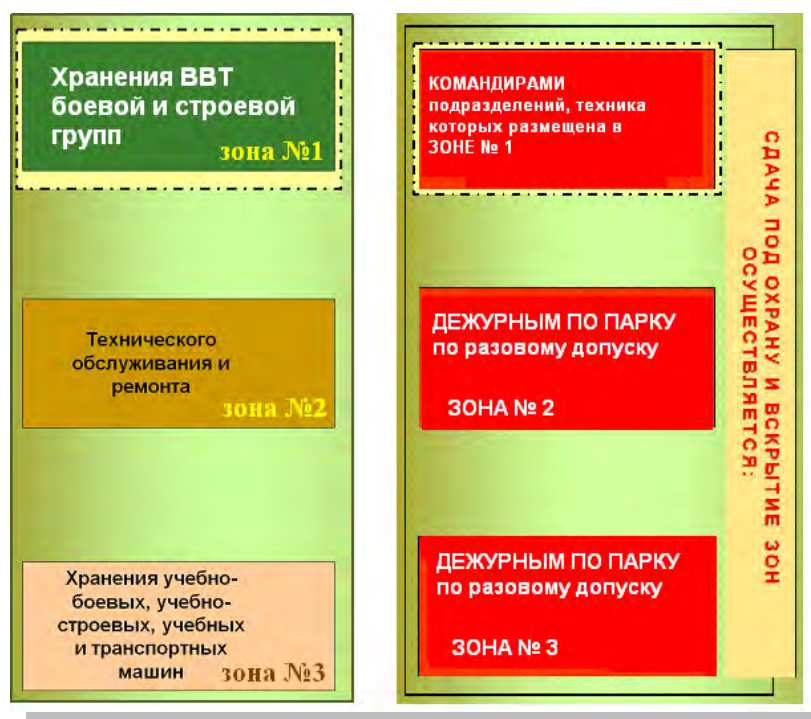 Хранения ВВТ
боевой и строевой
групп
зона №1
Технического
обслуживания и
ремонта
зона №2
Хранения учебно-
боевых, учебно-
строевых, учебных
и транспортных
машин
зона №3
КОМАНДИРАМИ
подразделений, техника
которых размещена в
ЗОНЕ № 1
ДЕЖУРНЫМ ПО ПАРКУ
по разовому допуску
ЗОНА № 2
ДЕЖУРНЫМ ПО ПАРКУ
по разовому допуску
ЗОНА № 3
СДАЧА ПОД ОХРАНУ И ВСКРЫТИЕ ЗОН
ОСУЩЕСТВЛЯЕТСЯ: